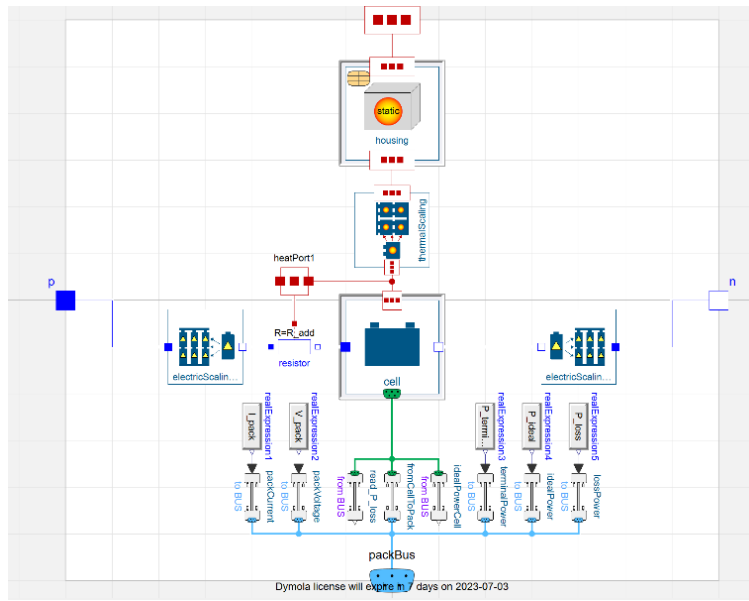 static
housing
thermalScaling
heatPort1
p
n
R=R_add
resistor
electricScalin...
cell
electricScalin...
I_pack
realExpression1
V_pack
realExpression2
P_termi...
realExpression3
P_ideal
realExpression4
P_loss
realExpression5
packCurrent
to BUS
packVoltage
to BUS
read_P_loss
from BUS
fromCellToPack
idealPowerCell
from BUS
terminalPower
to BUS
idealPower
to BUS
lossPower
to BUS
packBus
Dymola license will expire in 7 days on 2023-07-03